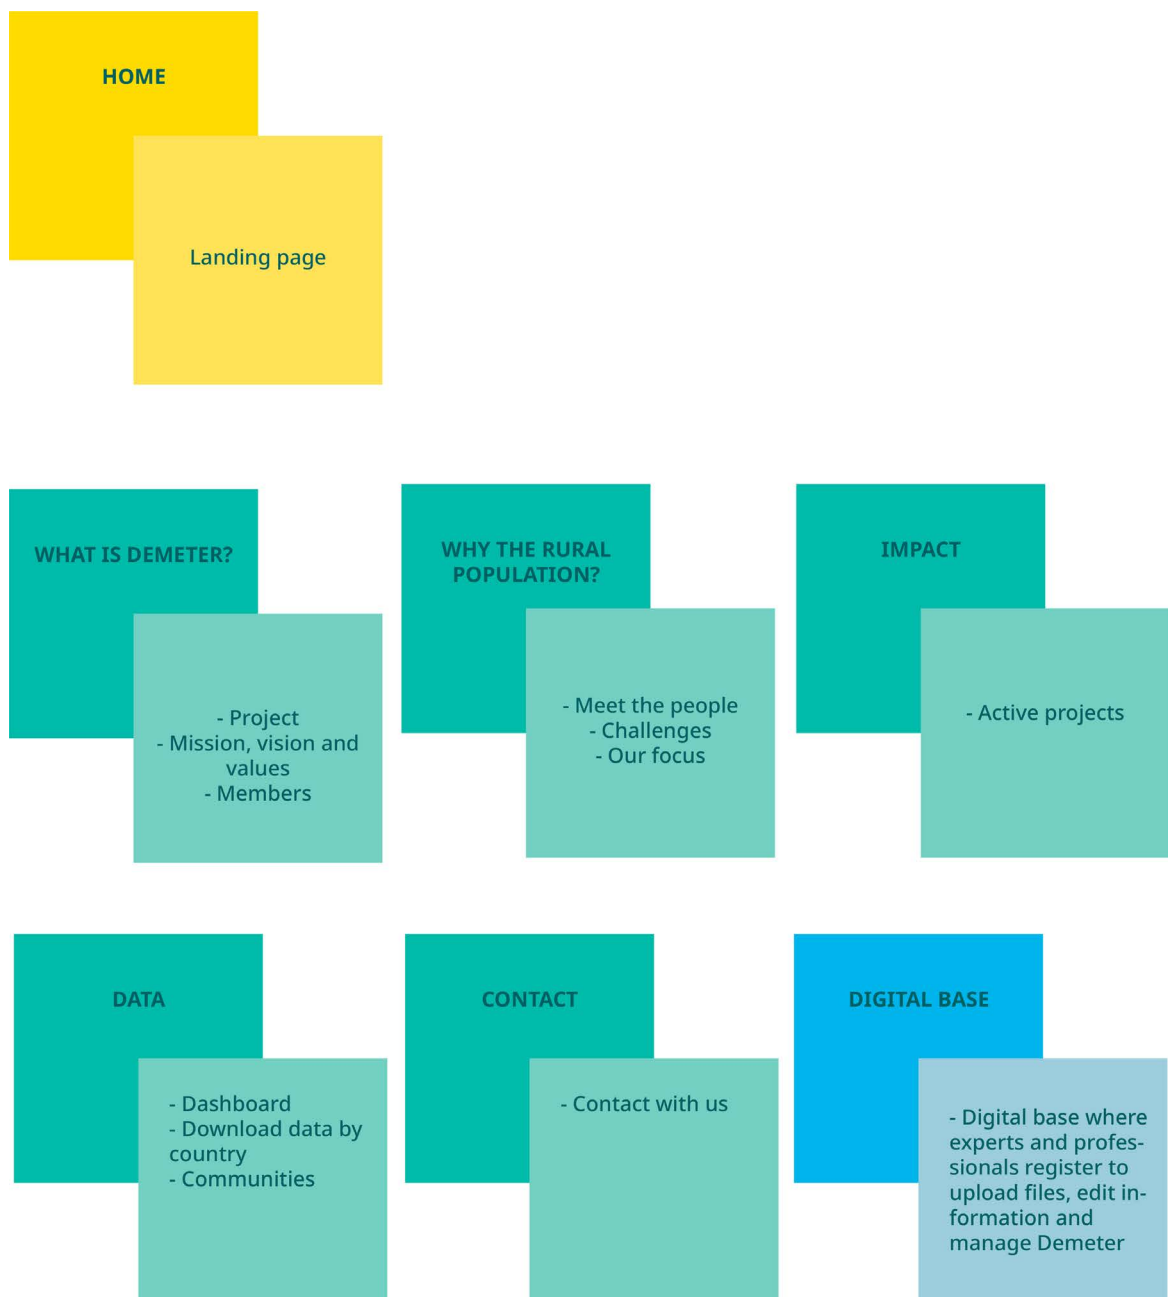 HOME
Landing page
WHAT IS DEMETER?
- Project
- Mission, vision and
values
- Members
WHY THE RURAL
POPULATION?
- Meet the people
- Challenges
- Our focus
IMPACT
- Active projects
DATA
- Dashboard
- Download data by
country
- Communities
CONTACT
- Contact with us
DIGITAL BASE
- Digital base where
experts and profes-
sionals register to
upload files, edit in-
formation and
manage Demeter